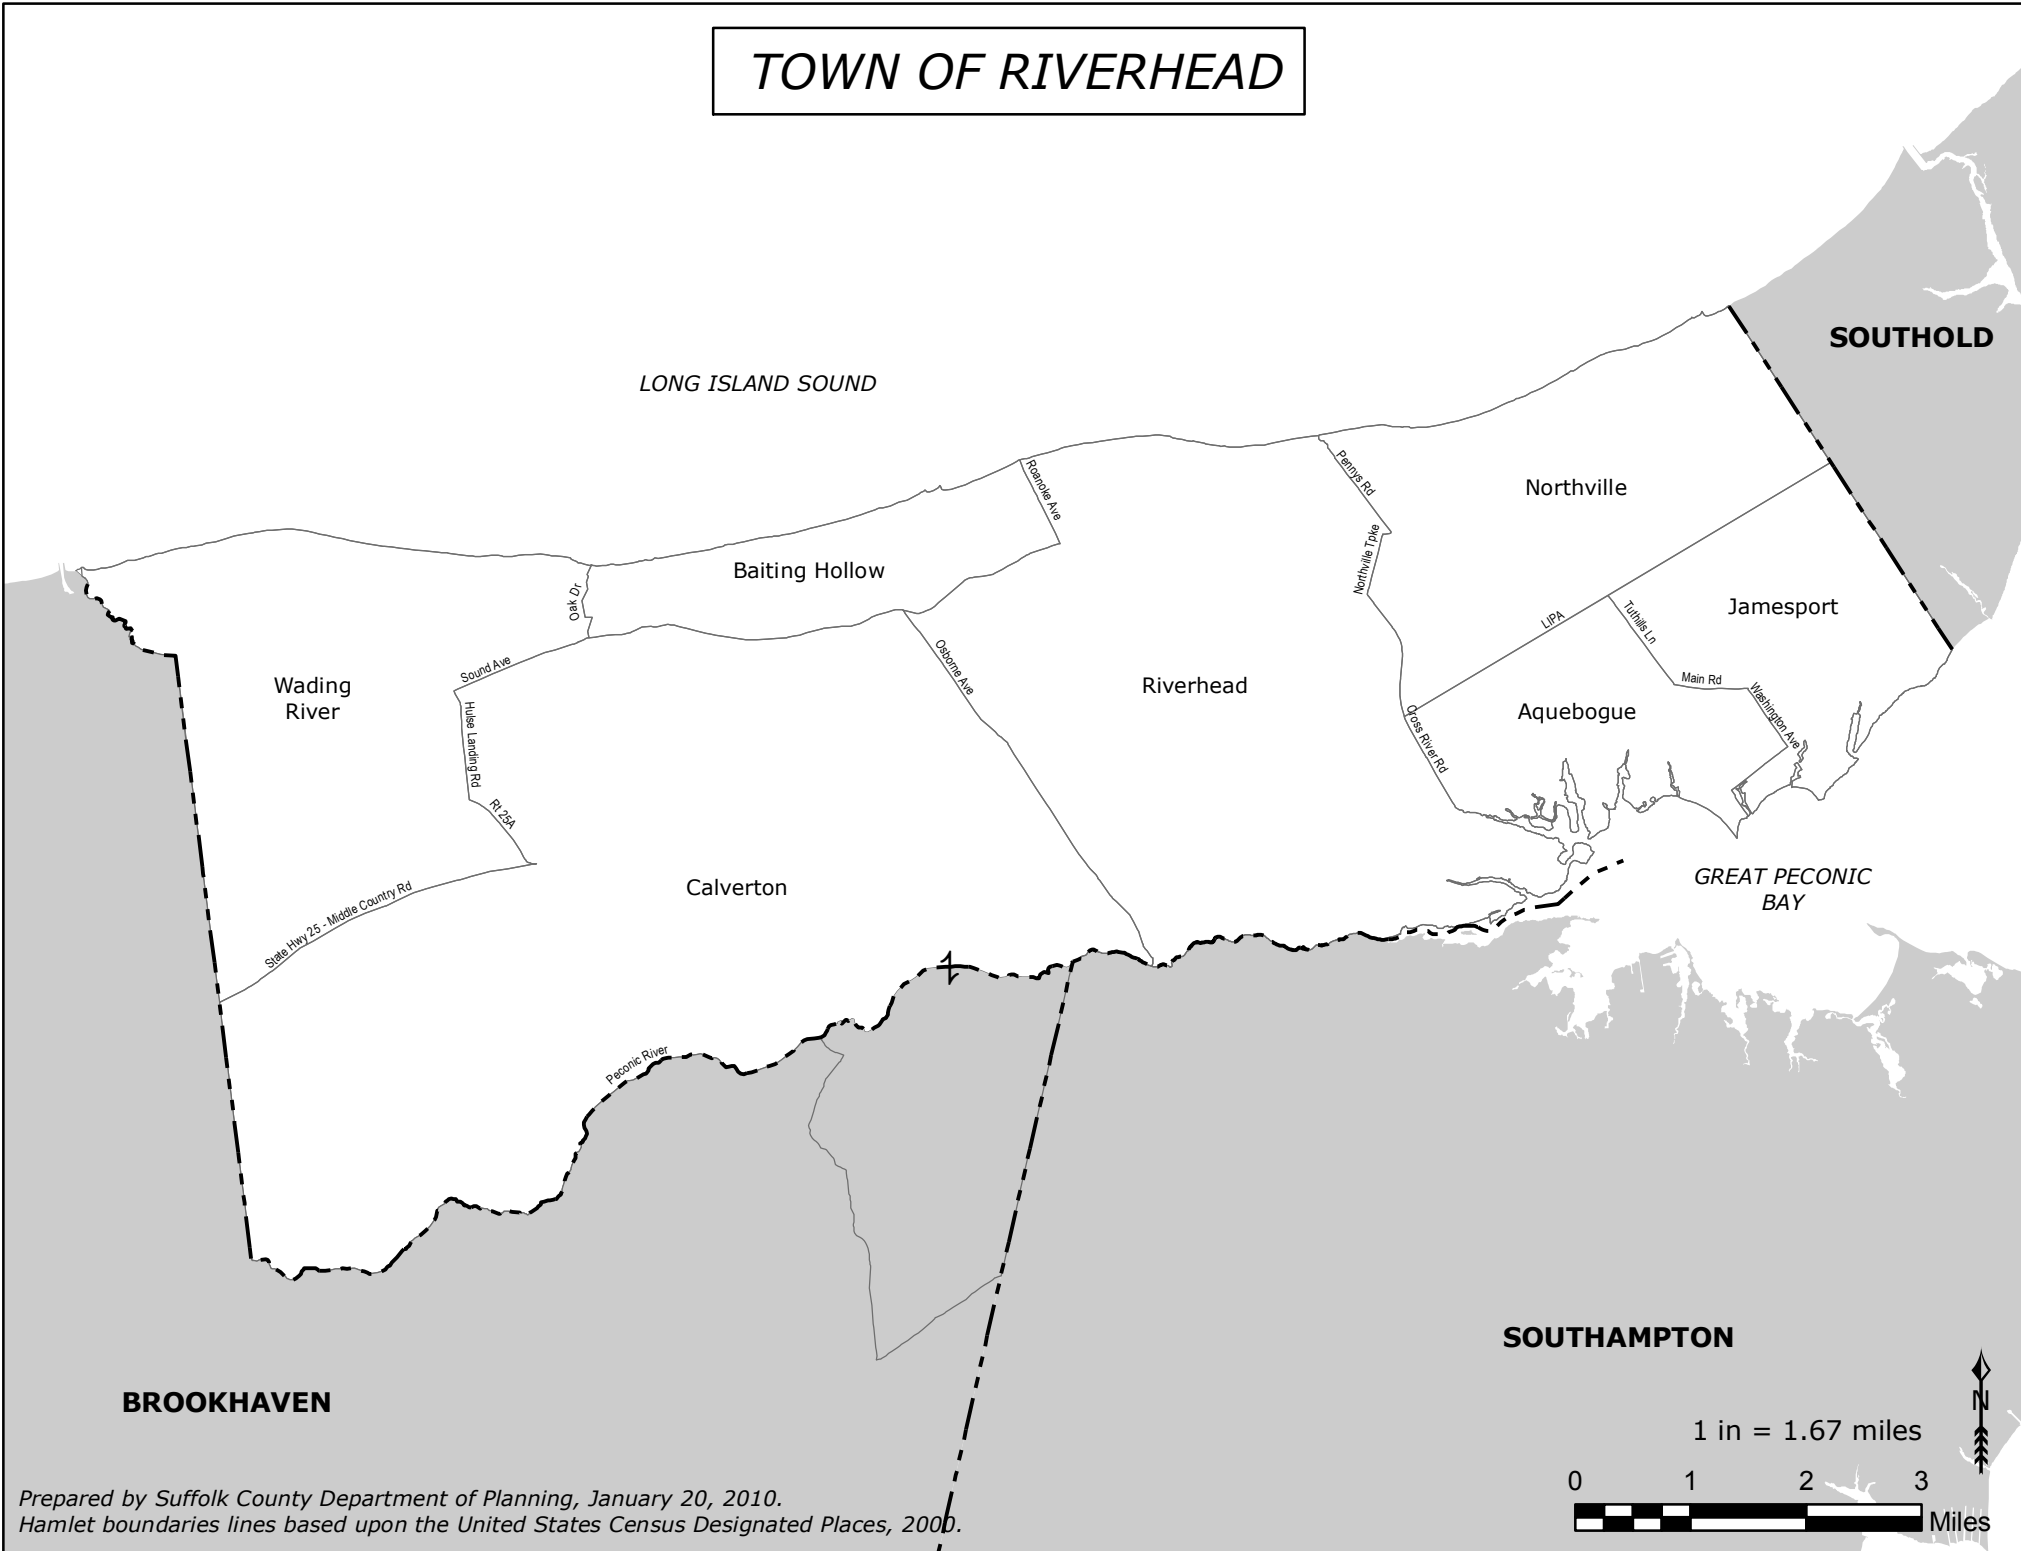 TOWN OF RIVERHEAD
SOUTHOLD
LONG ISLAND SOUND
Roanoke Ave
Pennys Rd
Northville
Northville Tpke
Baiting Hollow
Oak Dr
Jamesport
LIPA
Tuthills Ln
Sound Ave
Osborne Ave
Wading
River
Riverhead
Main Rd
Washington Ave
Aquebogue
Hulse Landing Rd
Cross River Rd
Rt 25A
Calverton
GREAT PECONIC
BAY
State Hwy 25 - Middle Country Rd
Peconic River
SOUTHAMPTON
BROOKHAVEN
N
1 in = 1.67 miles
0 1 2 3
Miles
Prepared by Suffolk County Department of Planning, January 20, 2010.
Hamlet boundaries lines based upon the United States Census Designated Places, 2000.